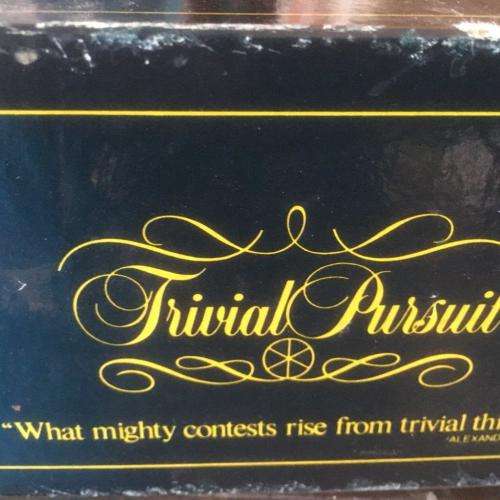 Trivial Pursuit
"What mighty contests rise from trivial thi
ALEXAND